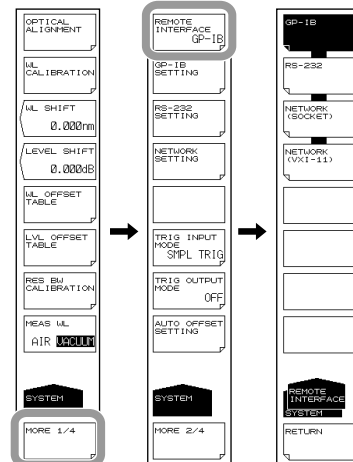 OPTICAL
ALIGNMENT
WL
CALIBRATION
WL SHIFT
0.000nm
LEVEL SHIFT
0.000dB
WL OFFSET
TABLE
LVL OFFSET
TABLE
RES BW
CALIBRATION
MEAS WL
AIR VACUUM
SYSTEM
MORE 1/4
REMOTE
INTERFACE
GP-IB
GP-IB
SETTING
RS-232
SETTING
NETWORK
SETTING
TRIG INPUT
MODE
SMPL TRIG
TRIG OUTPUT
MODE
OFF
AUTO OFFSET
SETTING
SYSTEM
MORE 2/4
GP-IB
RS-232
NETWORK
(SOCKET)
NETWORK
(VXI-11)
REMOTE
INTERFACE
SYSTEM
RETURN